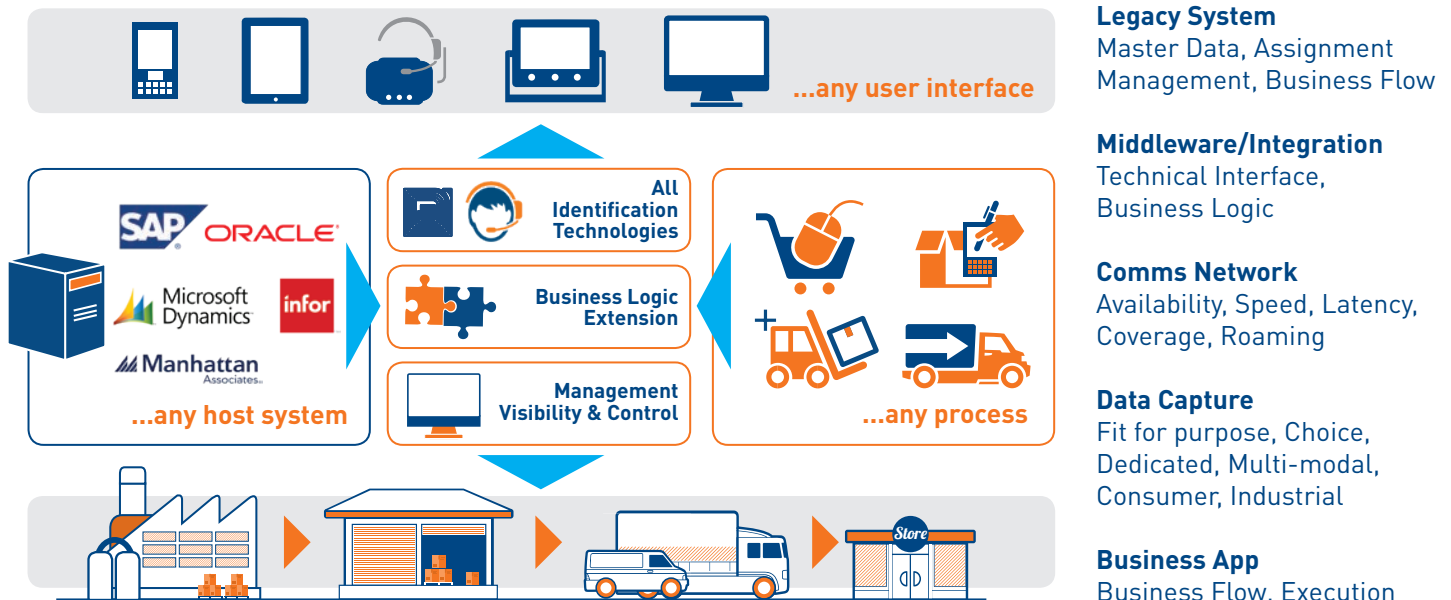 ...any user interface
SAP
ORACLE
Microsoft
Dynamics
infor
Manhattan
Associates
...any host system
All
Identification
Technologies
Business Logic
Extension
Management
Visibility & Control
...any process
Store
Legacy System
Master Data, Assignment
Management, Business Flow
Middleware/Integration
Technical Interface,
Business Logic
Comms Network
Availability, Speed, Latency,
Coverage, Roaming
Data Capture
Fit for purpose, Choice,
Dedicated, Multi-modal,
Consumer, Industrial
Business App
Business Flow, Execution